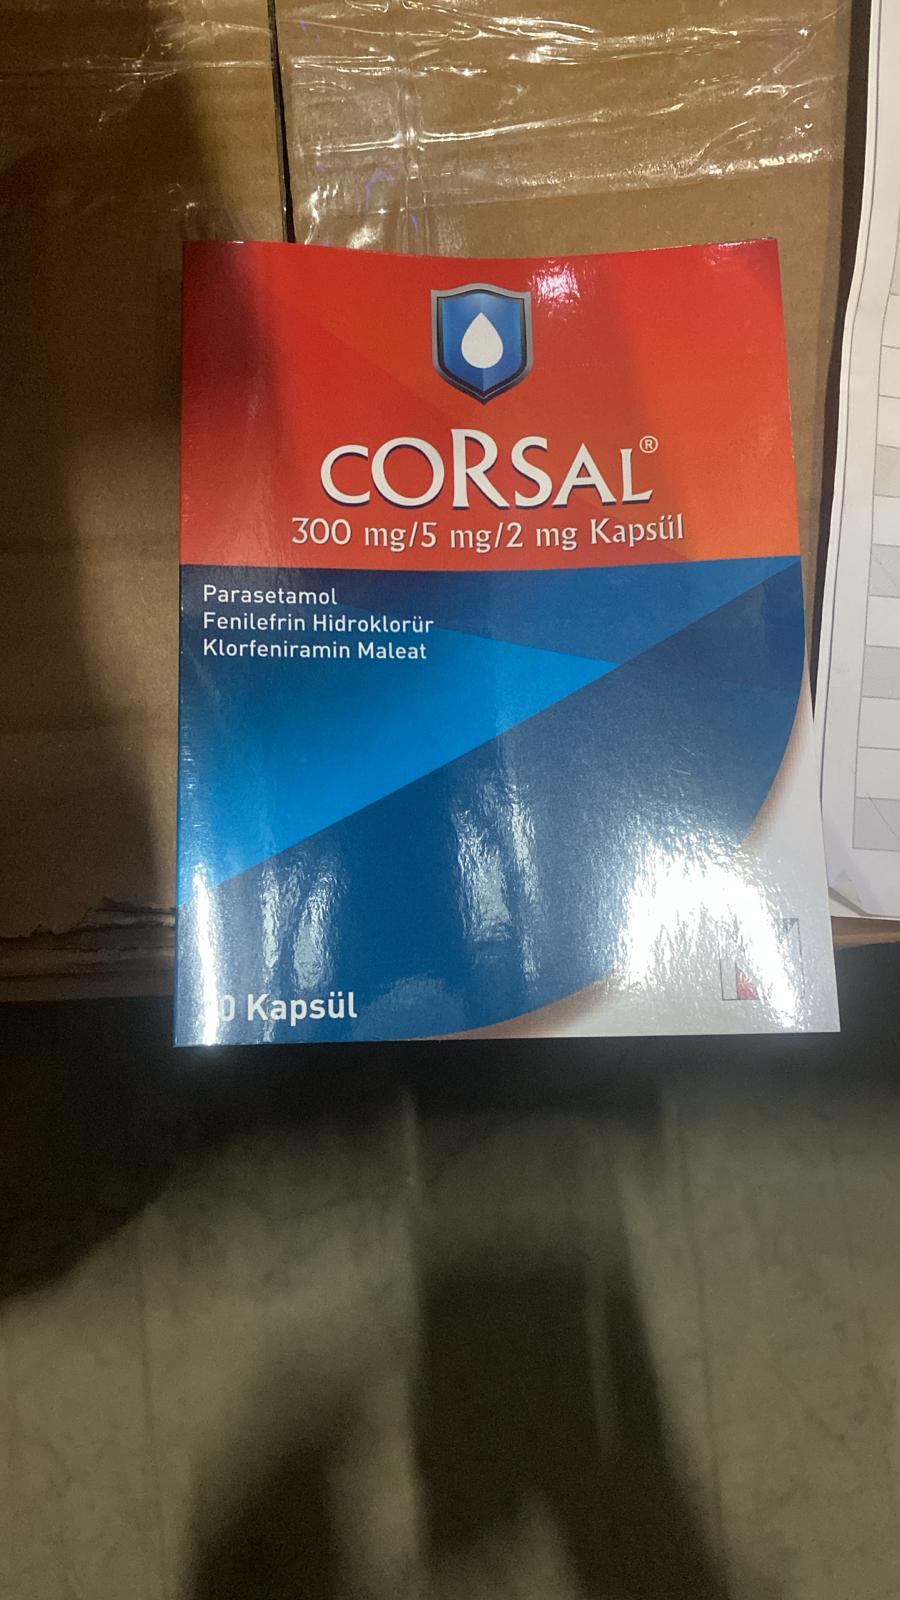 CORSAL®
300 mg/5 mg/2 mg Kapsül
Parasetamol
Fenilefrin Hidroklorür
Klorfeniramin Maleat
Kapsül